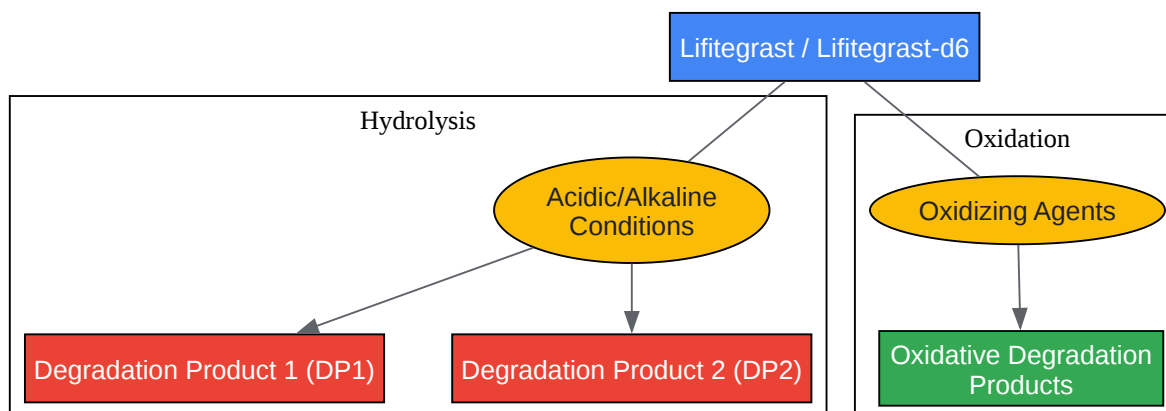 Lifitegrast / Lifitegrast-d6
Hydrolysis
Oxidation
Acidic/Alkaline
Conditions
Oxidizing Agents
Degradation Product 1 (DP1)
Degradation Product 2 (DP2)
Oxidative Degradation
Products